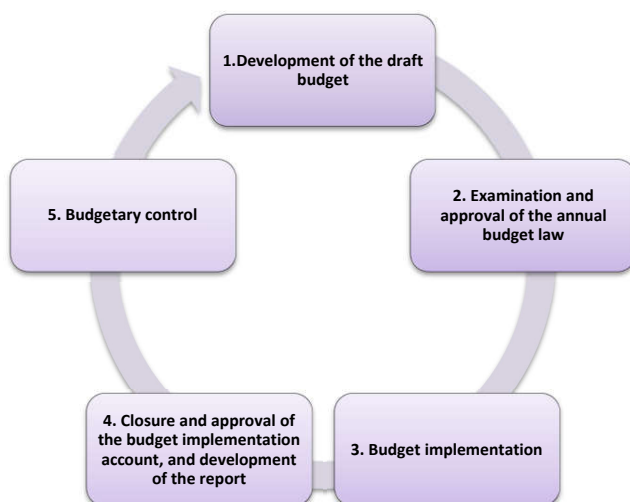 1.Development of the draft
budget
2. Examination and
approval of the annual
budget law
3. Budget implementation
4. Closure and approval of
the budget implementation
account, and development
of the report
5. Budgetary control